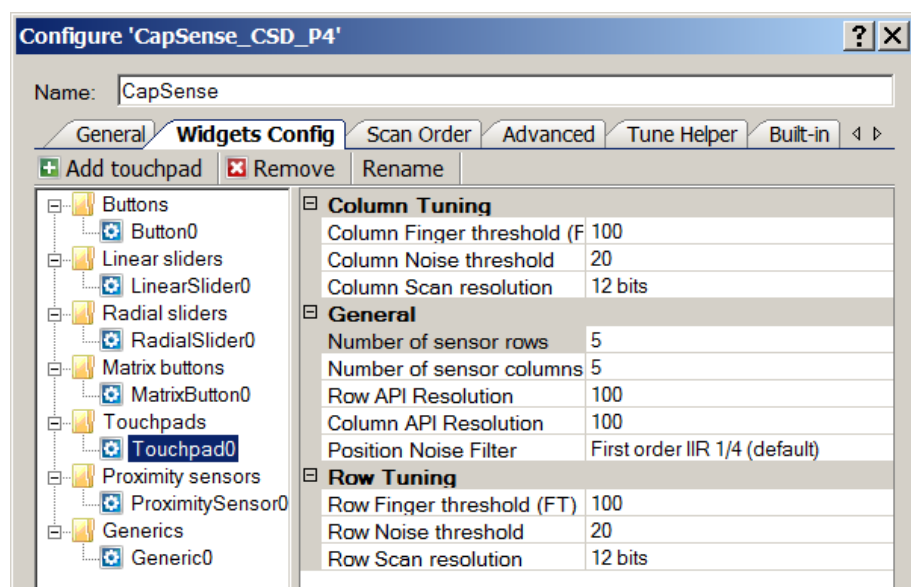 Configure 'CapSense_CSD_P4'
Name: CapSense
General Widgets Config Scan Order Advanced Tune Helper Built-in
Add touchpad Remove Rename
Buttons
Button0
Linear sliders
LinearSlider0
Radial sliders
RadialSlider0
Matrix buttons
MatrixButton0
Touchpads
Touchpad0
Proximity sensors
ProximitySensor0
Generics
Generic0
Column Tuning
Column Finger threshold (F 100
Column Noise threshold 20
Column Scan resolution 12 bits
General
Number of sensor rows 5
Number of sensor columns 5
Row API Resolution 100
Column API Resolution 100
Position Noise Filter First order IIR 1/4 (default)
Row Tuning
Row Finger threshold (FT) 100
Row Noise threshold 20
Row Scan resolution 12 bits